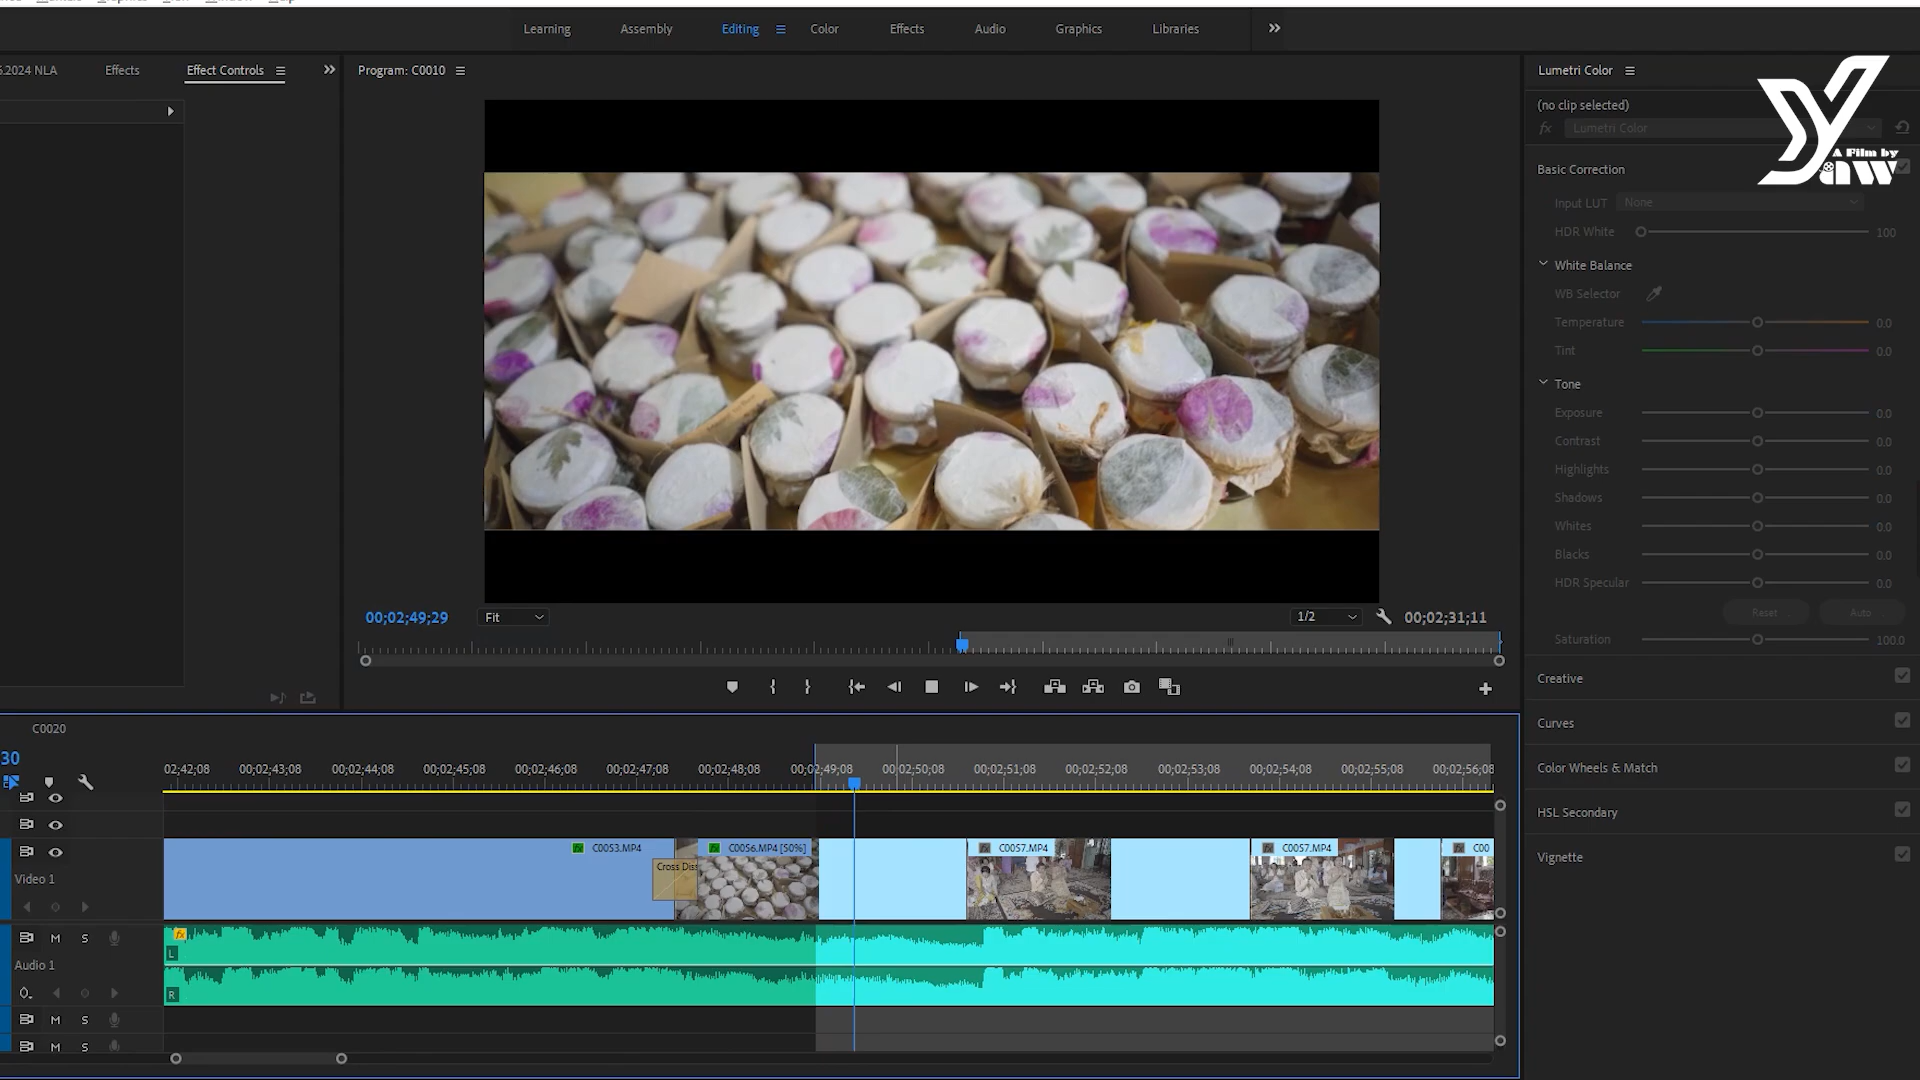 Learning
Assembly
Editing
Color
Effects
Audio
Graphics
Libraries
.2024 NLA
Effects
Effect Controls
Program: C0010
Lumetri Color
(no clip selected)
fx
Lumetri Color
A Film by
Yaw
Basic Correction
Input LUT
None
HDR White
100
White Balance
WB Selector
Temperature
0.0
Tint
0.0
Tone
Exposure
0.0
Contrast
0.0
Highlights
0.0
Shadows
0.0
Whites
0.0
Blacks
0.0
HDR Specular
0.0
Reset
Auto
Saturation
100.0
Creative
Curves
Color Wheels & Match
HSL Secondary
Vignette
00;02;49;29
Fit
1/2
00;02;31;11
C0020
30
02;42;08
00;02;43;08
00;02;44;08
00;02;45;08
00;02;46;08
00;02;47;08
00;02;48;08
00;02;49;08
00;02;50;08
00;02;51;08
00;02;52;08
00;02;53;08
00;02;54;08
00;02;55;08
00;02;56;08
C0053.MP4
C0056.MP4 [50%]
C0057.MP4
C0057.MP4
C00
Cross Diss
Video 1
M
S
Audio 1
L
R
M
S
M
S